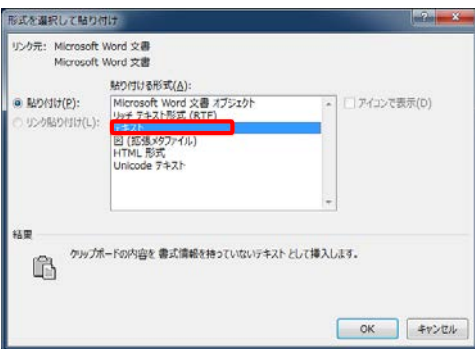 形式を選択して貼り付け
リンク元: Microsoft Word 文書
Microsoft Word 文書
貼り付ける形式(A):
貼り付け(P):
リンク貼り付け(L):
Microsoft Word 文書 オブジェクト
リッチ テキスト形式 (RTF)
テキスト
図 (拡張メタファイル)
HTML 形式
Unicode テキスト
アイコンで表示(D)
結果
クリップボードの内容を 書式情報を持っていないテキスト として挿入します。
OK
キャンセル